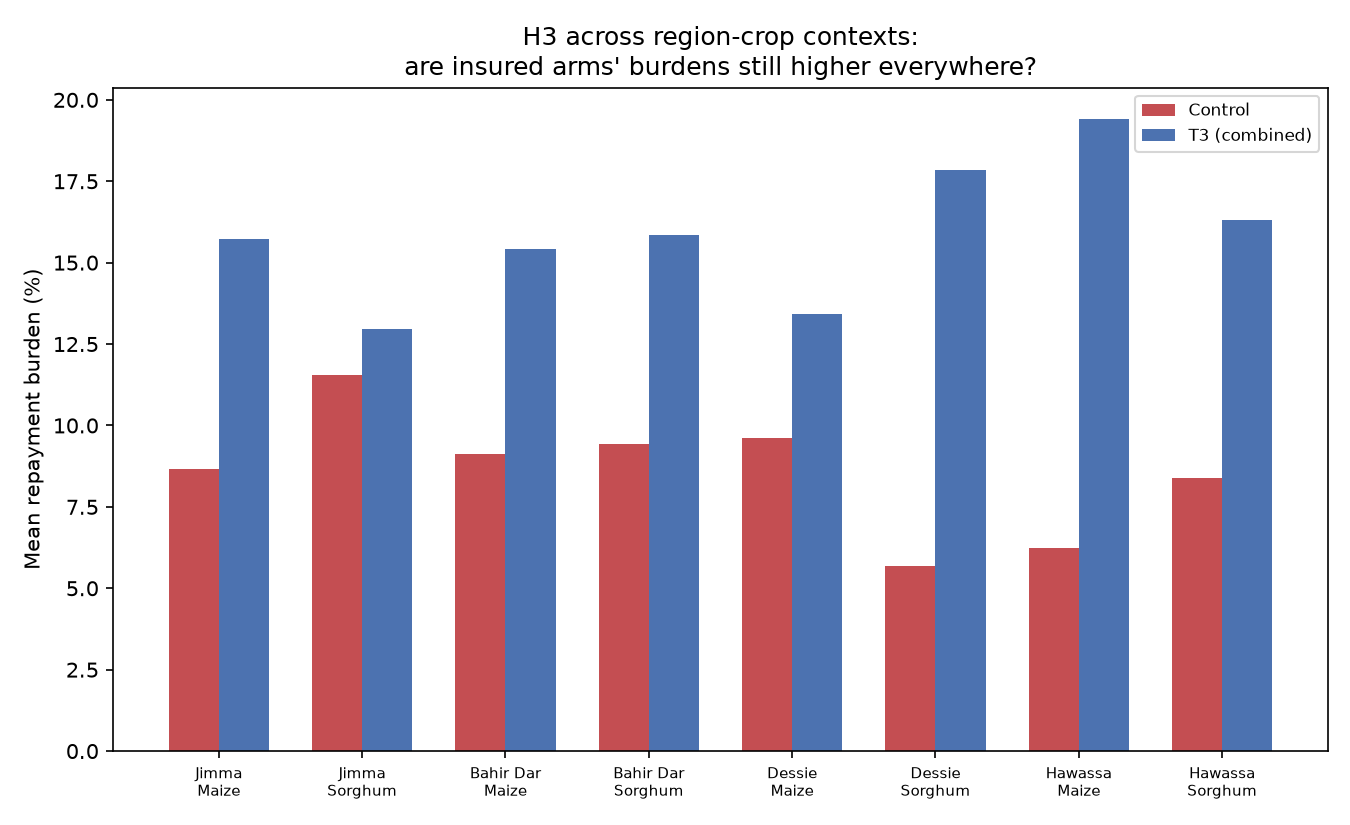 H3 across region-crop contexts:
are insured arms' burdens still higher everywhere?
Mean repayment burden (%)
20.0
17.5
15.0
12.5
10.0
7.5
5.0
2.5
0.0
Control
T3 (combined)
Jimma
Maize
Jimma
Sorghum
Bahir Dar
Maize
Bahir Dar
Sorghum
Dessie
Maize
Dessie
Sorghum
Hawassa
Maize
Hawassa
Sorghum